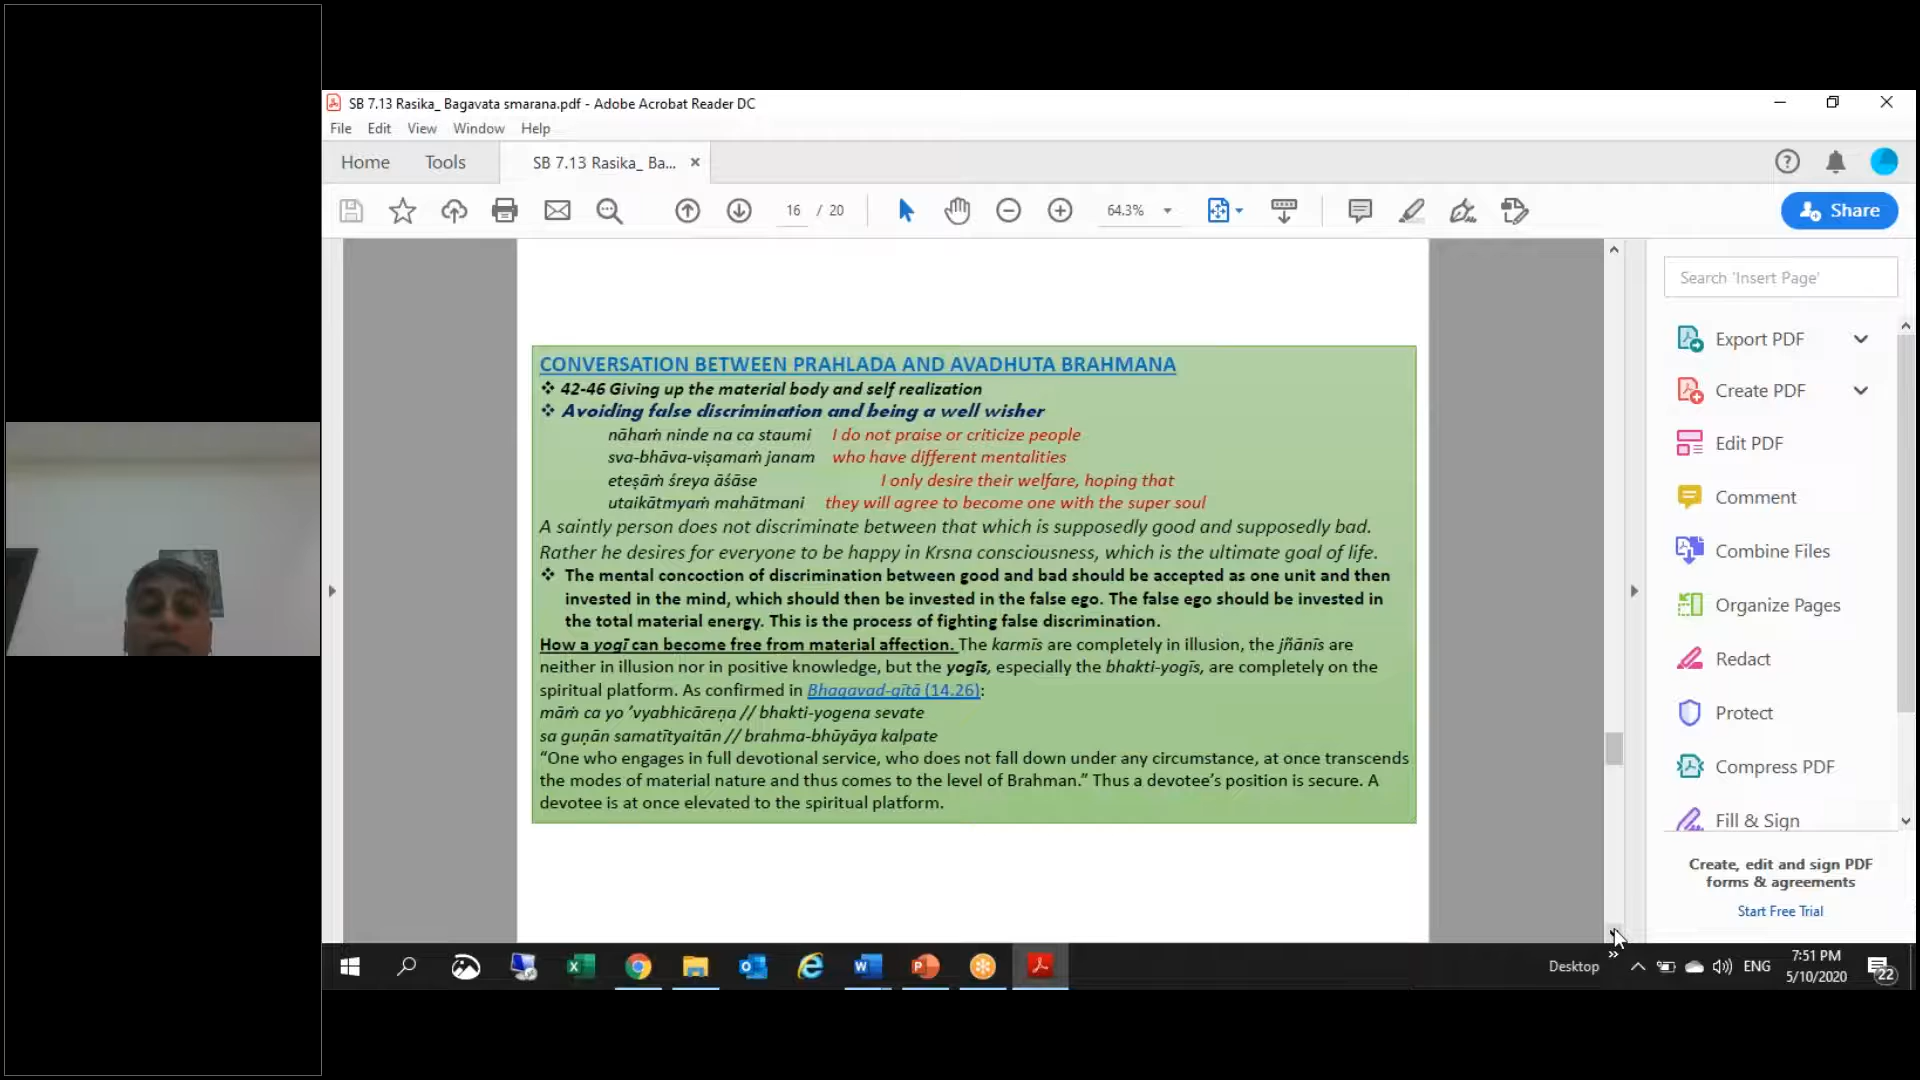 SB 7.13 Rasika_ Bagavata smarana.pdf - Adobe Acrobat Reader DC
File Edit View Window Help
Home Tools SB 7.13 Rasika_ Ba... ×
16 / 20 64.3% Share
Search 'Insert Page'
Export PDF
Create PDF
Edit PDF
Comment
Combine Files
Organize Pages
Redact
Protect
Compress PDF
Fill & Sign
Create, edit and sign PDF
forms & agreements
Start Free Trial
CONVERSATION BETWEEN PRAHLADA AND AVADHUTA BRAHMANA
❖ 42-46 Giving up the material body and self realization
❖ Avoiding false discrimination and being a well wisher
nāhaṁ ninde na ca staumi I do not praise or criticize people
sva-bhāva-viṣamaṁ janam who have different mentalities
eteṣāṁ śreya āśāse I only desire their welfare, hoping that
utaikātmyaṁ mahātmani they will agree to become one with the super soul
A saintly person does not discriminate between that which is supposedly good and supposedly bad.
Rather he desires for everyone to be happy in Krsna consciousness, which is the ultimate goal of life.
❖ The mental concoction of discrimination between good and bad should be accepted as one unit and then
invested in the mind, which should then be invested in the false ego. The false ego should be invested in
the total material energy. This is the process of fighting false discrimination.
How a yogī can become free from material affection. The karmīs are completely in illusion, the jñānīs are
neither in illusion nor in positive knowledge, but the yogīs, especially the bhakti-yogīs, are completely on the
spiritual platform. As confirmed in Bhagavad-gītā (14.26):
māṁ ca yo 'vyabhicāreṇa // bhakti-yogena sevate
sa guṇān samatītyaitān // brahma-bhūyāya kalpate
“One who engages in full devotional service, who does not fall down under any circumstance, at once transcends
the modes of material nature and thus comes to the level of Brahman.” Thus a devotee’s position is secure. A
devotee is at once elevated to the spiritual platform.
Desktop ENG 7:51 PM
5/10/2020 22